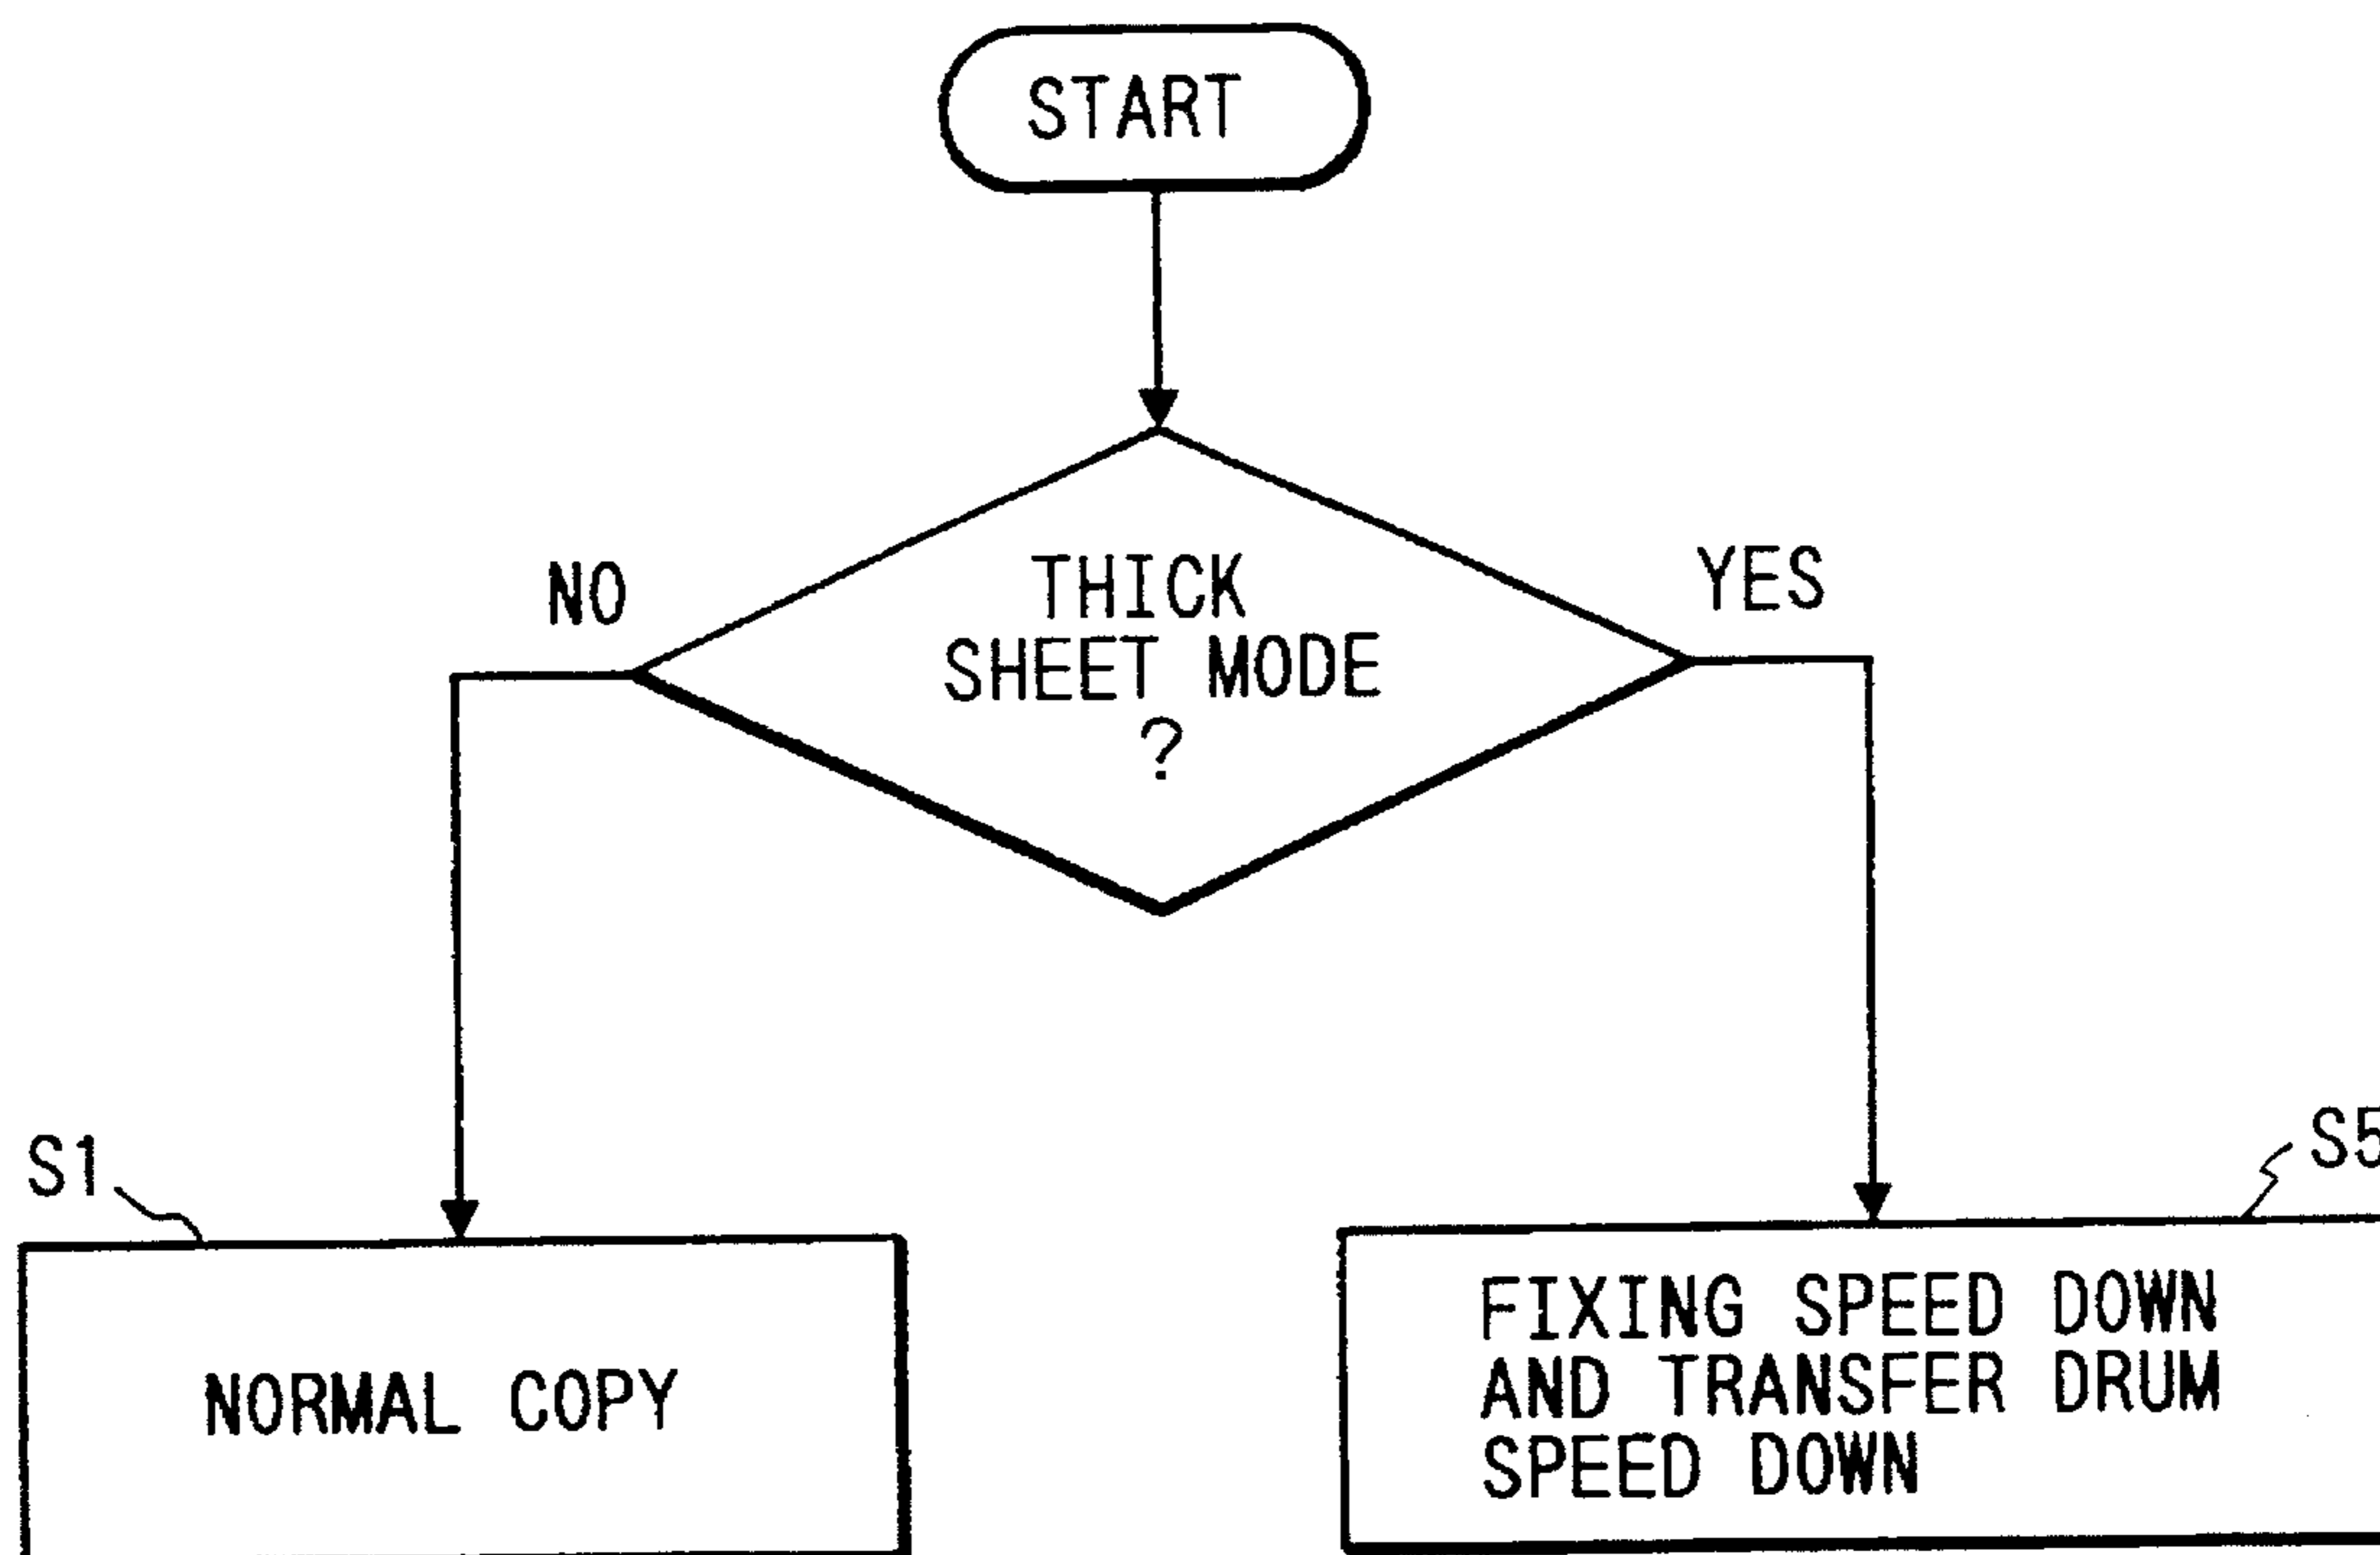 START
NO
THICK
SHEET MODE
?
YES
S1
NORMAL COPY
S5
FIXING SPEED DOWN
AND TRANSFER DRUM
SPEED DOWN